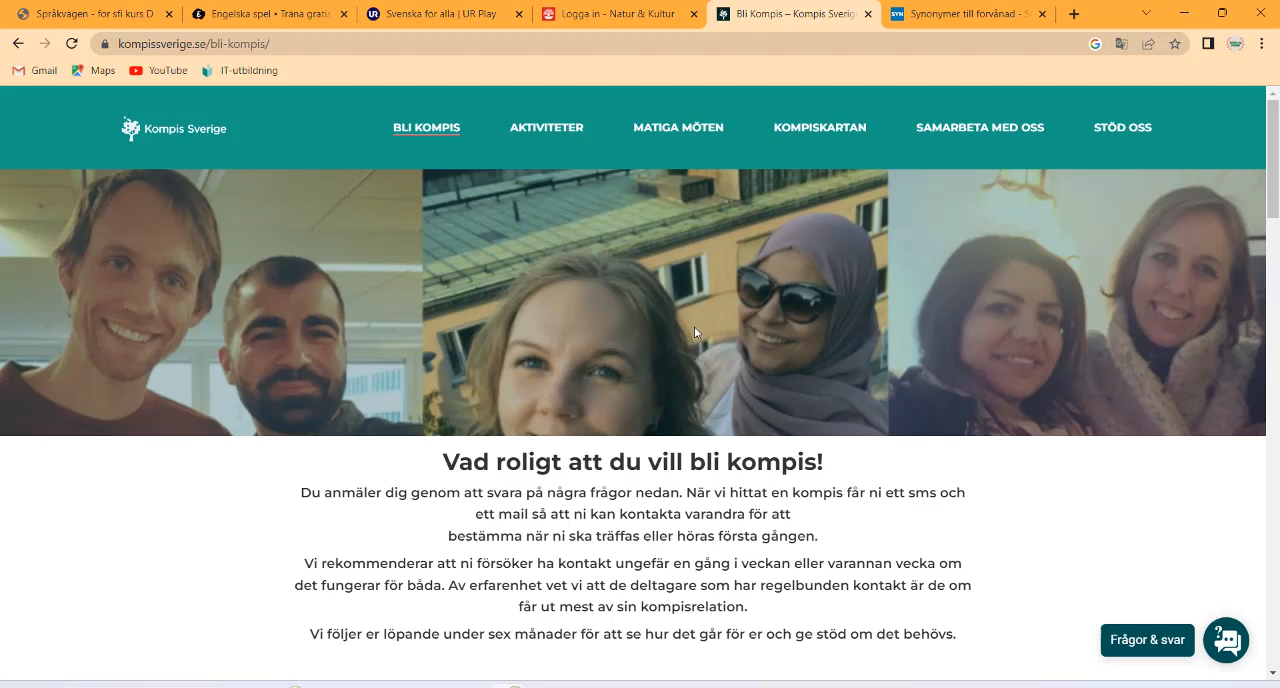 Språkvägen - för sfi kurs D
Engelska spel • Träna gratis
Svenska för alla | UR Play
Logga in - Natur & Kultur
Bli Kompis – Kompis Sverige
Synonymer till förvånad - S
kompissverige.se/bli-kompis/
Gmail
Maps
YouTube
IT-utbildning
Kompis Sverige
BLI KOMPIS
AKTIVITETER
MATIGA MÖTEN
KOMPISKARTAN
SAMARBETA MED OSS
STÖD OSS
Vad roligt att du vill bli kompis!
Du anmäler dig genom att svara på några frågor nedan. När vi hittat en kompis får ni ett sms och
ett mail så att ni kan kontakta varandra för att
bestämma när ni ska träffas eller höras första gången.
Vi rekommenderar att ni försöker ha kontakt ungefär en gång i veckan eller varannan vecka om
det fungerar för båda. Av erfarenhet vet vi att de deltagare som har regelbunden kontakt är de om
får ut mest av sin kompisrelation.
Vi följer er löpande under sex månader för att se hur det går för er och ge stöd om det behövs.
Frågor & svar